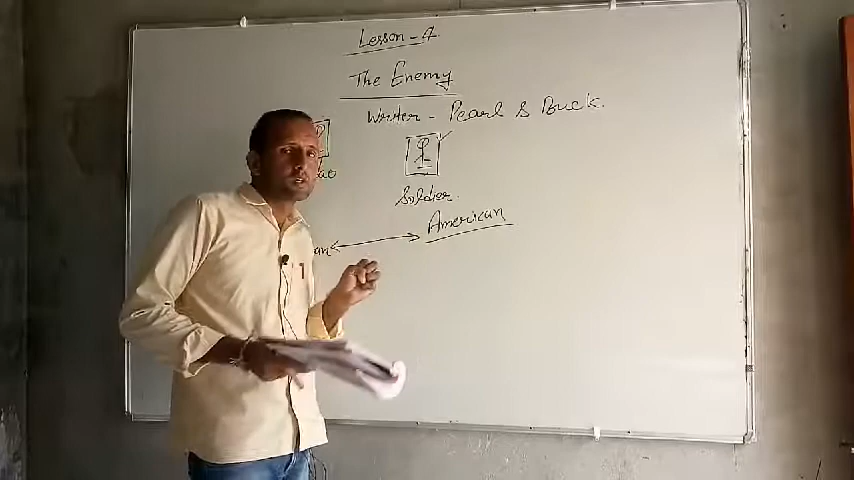 Lesson - 4
The Enemy
Writer - Pearl S Buck.
Soldier.
American